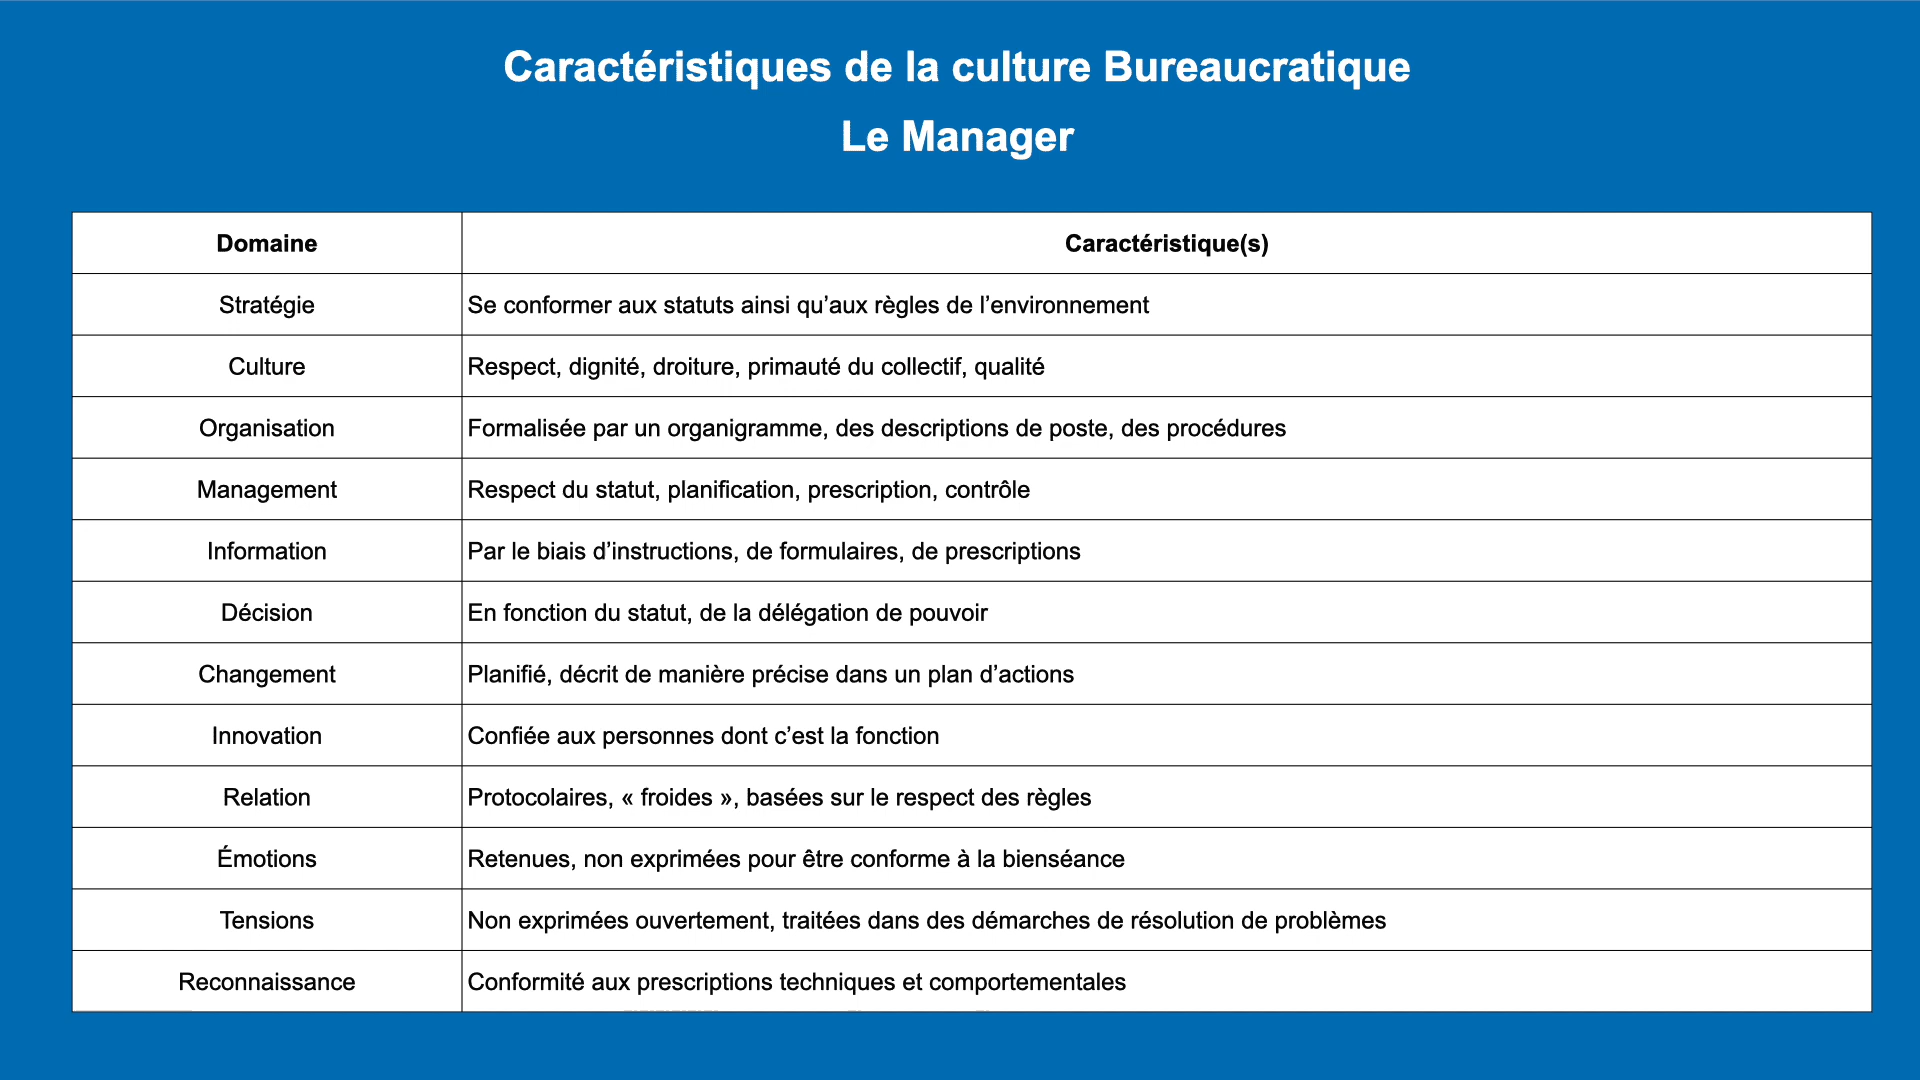 Caractéristiques de la culture Bureaucratique
Le Manager
Domaine Caractéristique(s)
Stratégie Se conformer aux statuts ainsi qu’aux règles de l’environnement
Culture Respect, dignité, droiture, primauté du collectif, qualité
Organisation Formalisée par un organigramme, des descriptions de poste, des procédures
Management Respect du statut, planification, prescription, contrôle
Information Par le biais d’instructions, de formulaires, de prescriptions
Décision En fonction du statut, de la délégation de pouvoir
Changement Planifié, décrit de manière précise dans un plan d’actions
Innovation Confiée aux personnes dont c’est la fonction
Relation Protocolaires, « froides », basées sur le respect des règles
Émotions Retenues, non exprimées pour être conforme à la bienséance
Tensions Non exprimées ouvertement, traitées dans des démarches de résolution de problèmes
Reconnaissance Conformité aux prescriptions techniques et comportementales